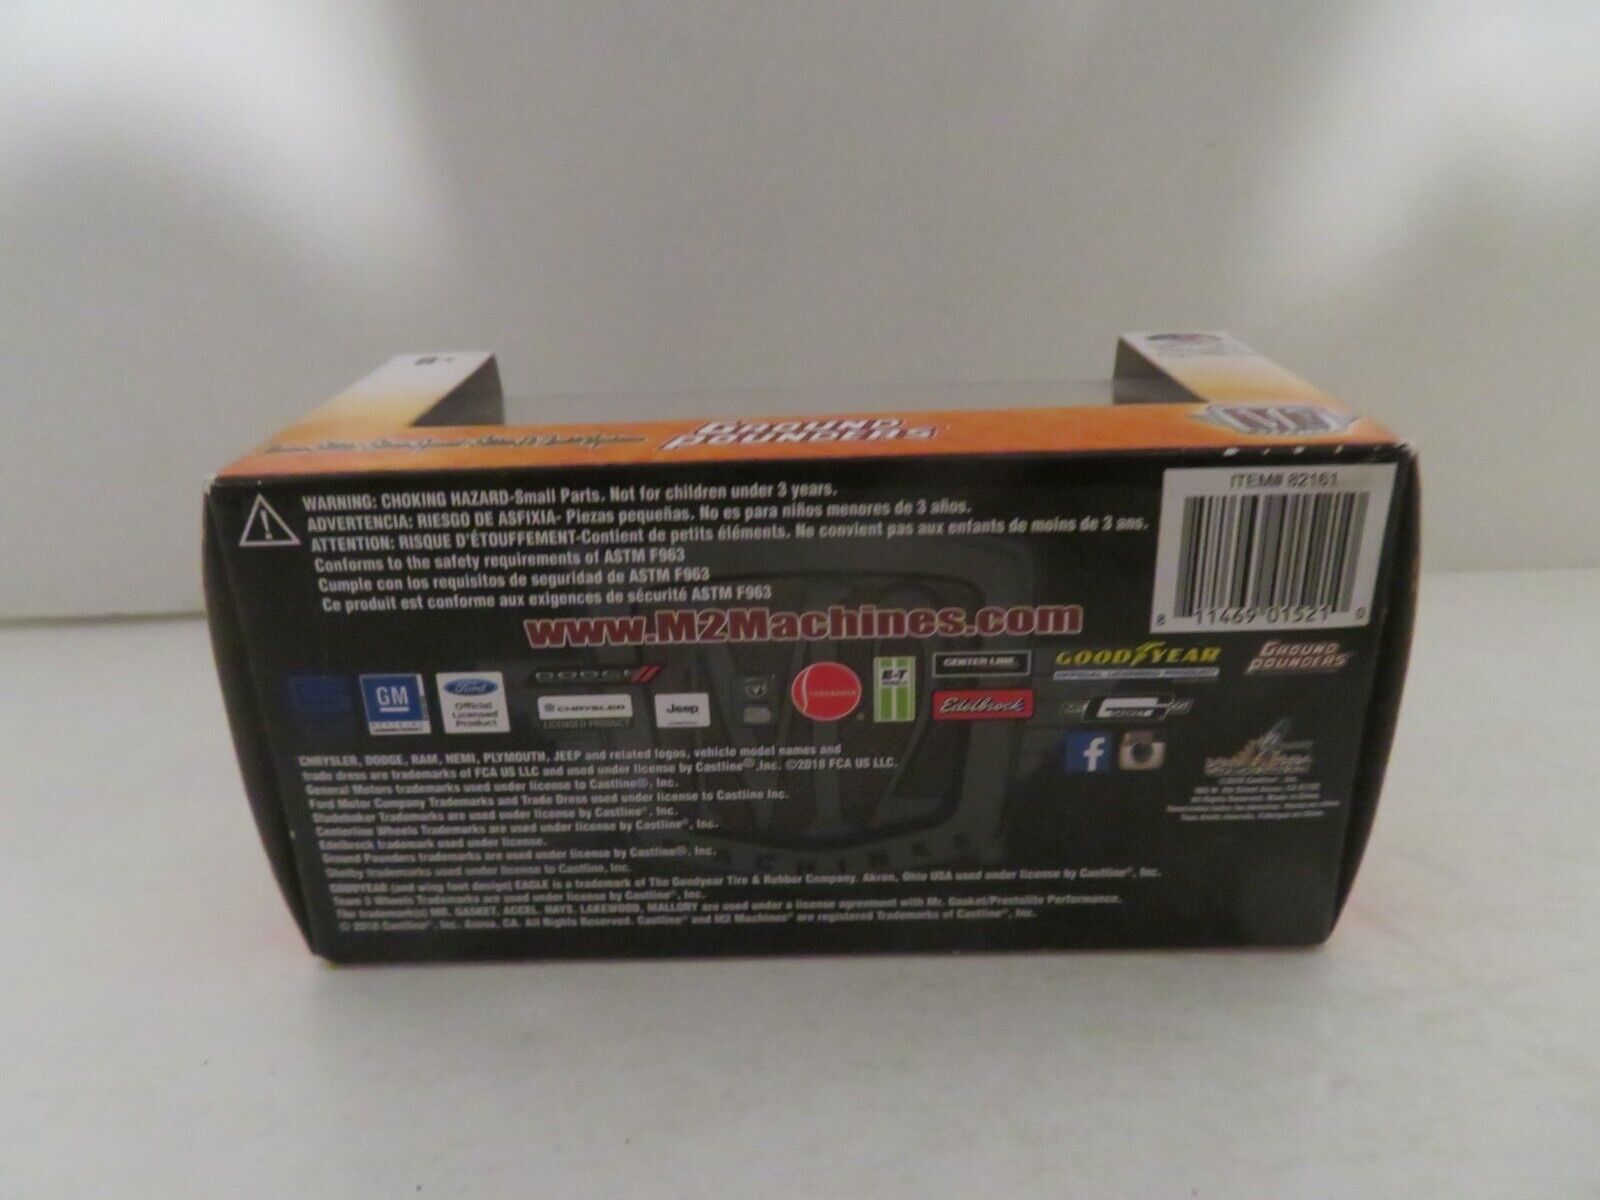 GROUND
POUNDERS
ITEM# 82161
WARNING: CHOKING HAZARD-Small Parts. Not for children under 3 years.
ADVERTENCIA: RIESGO DE ASFIXIA- Piezas pequeñas. No es para niños menores de 3 años.
ATTENTION: RISQUE D'ÉTOUFFEMENT-Contient de petits éléments. Ne convient pas aux enfants de moins de 3 ans.
Conforms to the safety requirements of ASTM F963
Cumple con los requisitos de seguridad de ASTM F963
Ce produit est conforme aux exigences de sécurité ASTM F963
8 11469 01521 0
www.M2Machines.com
GM
Ford
Official
Licensed
Product
DODGE
CHRYSLER
LICENSED PRODUCT
Jeep
E-T
CENTER LINE
Edelbrock
GOODYEAR
OFFICIAL LICENSED PRODUCT
GROUND
POUNDERS
f
CHRYSLER, DODGE, RAM, HEMI, PLYMOUTH, JEEP and related logos, vehicle model names and
trade dress are trademarks of FCA US LLC and used under license by Castline®, Inc. ©2018 FCA US LLC.
General Motors trademarks used under license to Castline®, Inc.
Ford Motor Company Trademarks and Trade Dress used under license to Castline Inc.
Studebaker Trademarks are used under license by Castline®, Inc.
Centerline Wheels Trademarks are used under license by Castline®, Inc.
Edelbrock trademark used under license.
Ground Pounders trademarks are used under license by Castline®, Inc.
Shelby trademarks used under license to Castline, Inc.
GOODYEAR (and wing foot design) EAGLE is a trademark of The Goodyear Tire & Rubber Company, Akron, Ohio USA used under license by Castline®, Inc.
Team 3 Wheels Trademarks are used under license by Castline®, Inc.
The trademark(s) MR. GASKET, ACCEL, HAYS, LAKEWOOD, MALLORY are used under a license agreement with Mr. Gasket/Prestolite Performance.
© 2018 Castline®, Inc. Azusa, CA. All Rights Reserved. Castline® and M2 Machines® are registered Trademarks of Castline®, Inc.
M2
MACHINES